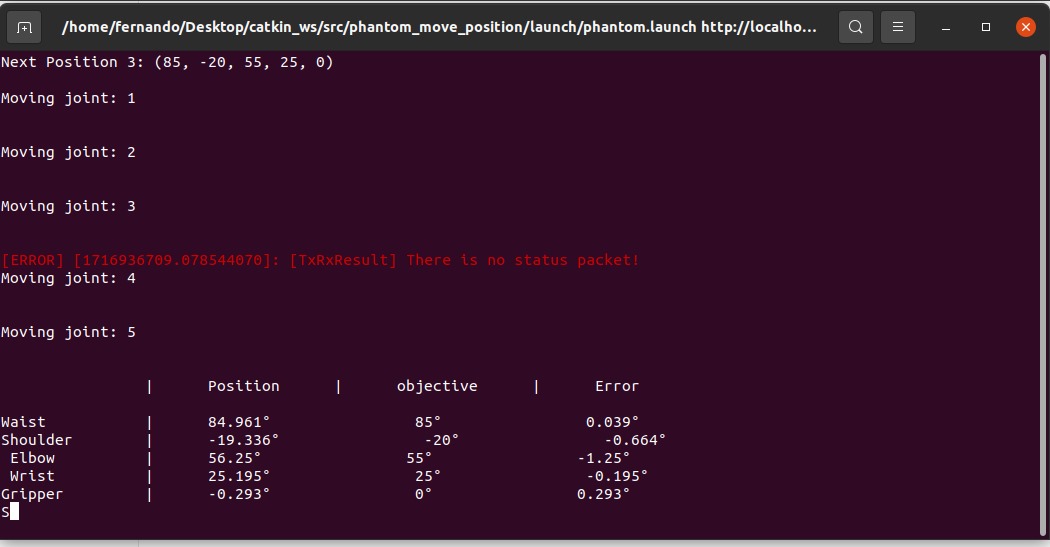 /home/fernando/Desktop/catkin_ws/src/phantom_move_position/launch/phantom.launch http://localho...
Next Position 3: (85, -20, 55, 25, 0)
Moving joint: 1
Moving joint: 2
Moving joint: 3
[ERROR] [1716936709.078544070]: [TxRxResult] There is no status packet!
Moving joint: 4
Moving joint: 5
| Position | objective | Error
Waist | 84.961° 85° 0.039°
Shoulder | -19.336° -20° -0.664°
Elbow | 56.25° 55° -1.25°
Wrist | 25.195° 25° -0.195°
Gripper | -0.293° 0° 0.293°
S